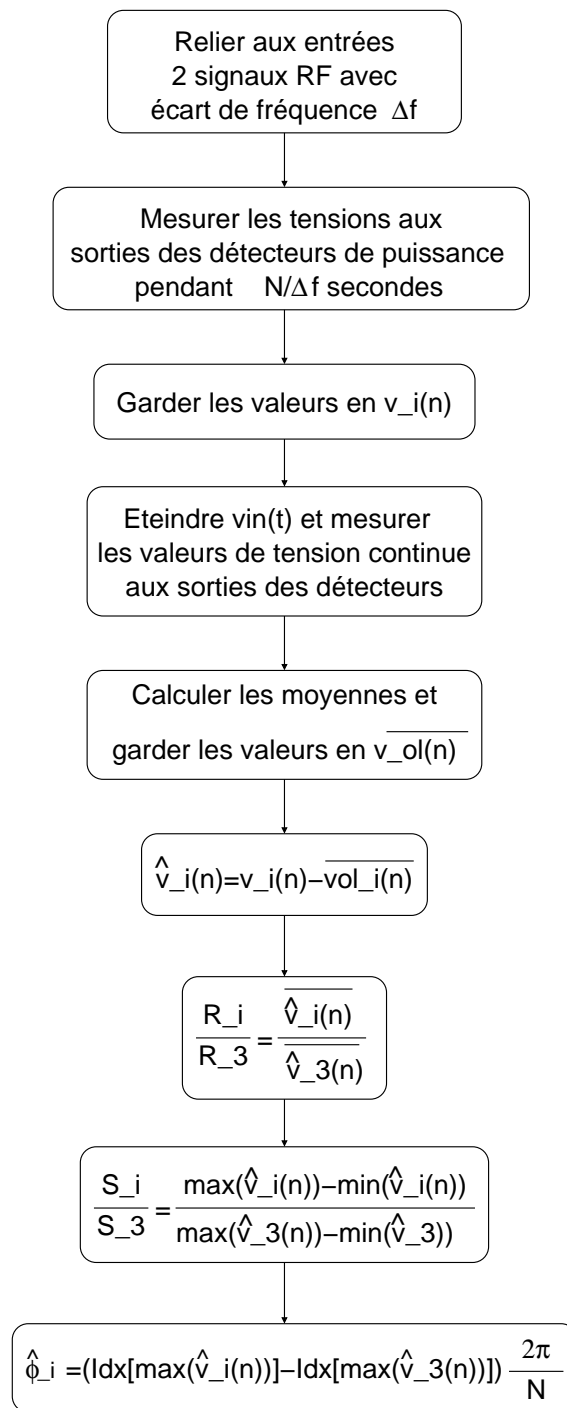 Relier aux entrées
2 signaux RF avec
écart de fréquence Δf
Mesurer les tensions aux
sorties des détecteurs de puissance
pendant N/Δf secondes
Garder les valeurs en v_i(n)
Eteindre vin(t) et mesurer
les valeurs de tension continue
aux sorties des détecteurs
Calculer les moyennes et
garder les valeurs en v_ol(n)
v̂_i(n)=v_i(n)−vol_i(n)
R_i
R_3
=
v̂_i(n)
v̂_3(n)
S_i
S_3
=
max(v̂_i(n))−min(v̂_i(n))
max(v̂_3(n))−min(v̂_3))
ϕ̂_i =(Idx[max(v̂_i(n))]−Idx[max(v̂_3(n))])
2π
N